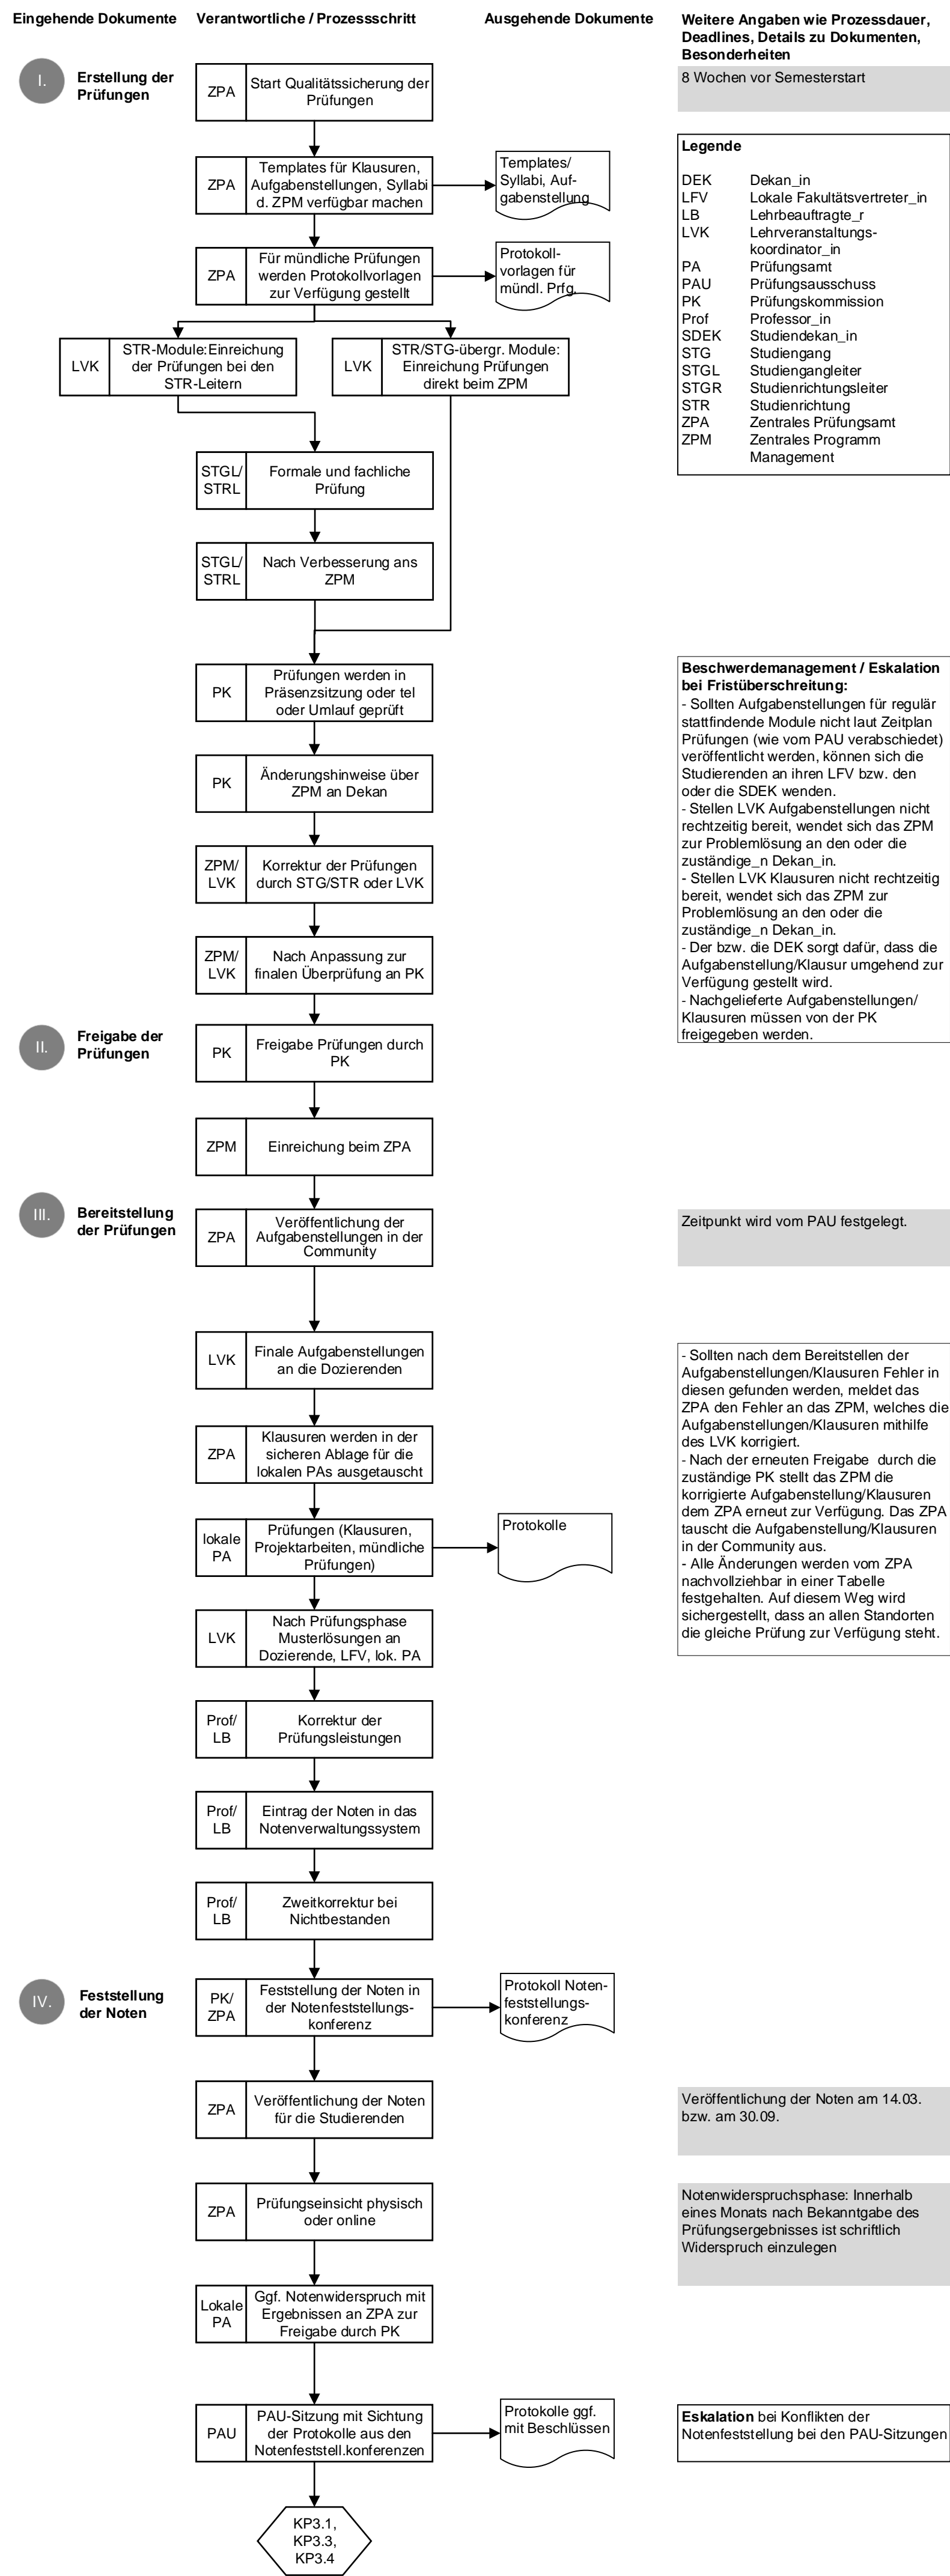 Eingehende Dokumente
Verantwortliche / Prozessschritt
Ausgehende Dokumente
Weitere Angaben wie Prozessdauer,
Deadlines, Details zu Dokumenten,
Besonderheiten
I.
Erstellung der
Prüfungen
ZPA
Start Qualitätssicherung der
Prüfungen
8 Wochen vor Semesterstart
ZPA
Templates für Klausuren,
Aufgabenstellungen, Syllabi
d. ZPM verfügbar machen
Templates/
Syllabi, Auf-
gabenstellung
Legende
DEK Dekan_in
LFV Lokale Fakultätsvertreter_in
LB Lehrbeauftragte_r
LVK Lehrveranstaltungs-
koordinator_in
PA Prüfungsamt
PAU Prüfungsausschuss
PK Prüfungskommission
Prof Professor_in
SDEK Studiendekan_in
STG Studiengang
STGL Studiengangleiter
STGR Studienrichtungsleiter
STR Studienrichtung
ZPA Zentrales Prüfungsamt
ZPM Zentrales Programm
Management
ZPA
Für mündliche Prüfungen
werden Protokollvorlagen
zur Verfügung gestellt
Protokoll-
vorlagen für
mündl. Prfg.
LVK
STR-Module:Einreichung
der Prüfungen bei den
STR-Leitern
LVK
STR/STG-übergr. Module:
Einreichung Prüfungen
direkt beim ZPM
STGL/
STRL
Formale und fachliche
Prüfung
STGL/
STRL
Nach Verbesserung ans
ZPM
PK
Prüfungen werden in
Präsenzsitzung oder tel
oder Umlauf geprüft
Beschwerdemanagement / Eskalation
bei Fristüberschreitung:
- Sollten Aufgabenstellungen für regulär
stattfindende Module nicht laut Zeitplan
Prüfungen (wie vom PAU verabschiedet)
veröffentlicht werden, können sich die
Studierenden an ihren LFV bzw. den
oder die SDEK wenden.
- Stellen LVK Aufgabenstellungen nicht
rechtzeitig bereit, wendet sich das ZPM
zur Problemlösung an den oder die
zuständige_n Dekan_in.
- Stellen LVK Klausuren nicht rechtzeitig
bereit, wendet sich das ZPM zur
Problemlösung an den oder die
zuständige_n Dekan_in.
- Der bzw. die DEK sorgt dafür, dass die
Aufgabenstellung/Klausur umgehend zur
Verfügung gestellt wird.
- Nachgelieferte Aufgabenstellungen/
Klausuren müssen von der PK
freigegeben werden.
PK
Änderungshinweise über
ZPM an Dekan
ZPM/
LVK
Korrektur der Prüfungen
durch STG/STR oder LVK
ZPM/
LVK
Nach Anpassung zur
finalen Überprüfung an PK
II.
Freigabe der
Prüfungen
PK
Freigabe Prüfungen durch
PK
ZPM
Einreichung beim ZPA
III.
Bereitstellung
der Prüfungen
ZPA
Veröffentlichung der
Aufgabenstellungen in der
Community
Zeitpunkt wird vom PAU festgelegt.
LVK
Finale Aufgabenstellungen
an die Dozierenden
- Sollten nach dem Bereitstellen der
Aufgabenstellungen/Klausuren Fehler in
diesen gefunden werden, meldet das
ZPA den Fehler an das ZPM, welches die
Aufgabenstellungen/Klausuren mithilfe
des LVK korrigiert.
- Nach der erneuten Freigabe durch die
zuständige PK stellt das ZPM die
korrigierte Aufgabenstellung/Klausuren
dem ZPA erneut zur Verfügung. Das ZPA
tauscht die Aufgabenstellung/Klausuren
in der Community aus.
- Alle Änderungen werden vom ZPA
nachvollziehbar in einer Tabelle
festgehalten. Auf diesem Weg wird
sichergestellt, dass an allen Standorten
die gleiche Prüfung zur Verfügung steht.
ZPA
Klausuren werden in der
sicheren Ablage für die
lokalen PAs ausgetauscht
lokale
PA
Prüfungen (Klausuren,
Projektarbeiten, mündliche
Prüfungen)
Protokolle
LVK
Nach Prüfungsphase
Musterlösungen an
Dozierende, LFV, lok. PA
Prof/
LB
Korrektur der
Prüfungsleistungen
Prof/
LB
Eintrag der Noten in das
Notenverwaltungssystem
Prof/
LB
Zweitkorrektur bei
Nichtbestanden
IV.
Feststellung
der Noten
PK/
ZPA
Feststellung der Noten in
der Notenfeststellungs-
konferenz
Protokoll Noten-
feststellungs-
konferenz
ZPA
Veröffentlichung der Noten
für die Studierenden
Veröffentlichung der Noten am 14.03.
bzw. am 30.09.
ZPA
Prüfungseinsicht physisch
oder online
Notenwiderspruchsphase: Innerhalb
eines Monats nach Bekanntgabe des
Prüfungsergebnisses ist schriftlich
Widerspruch einzulegen
Lokale
PA
Ggf. Notenwiderspruch mit
Ergebnissen an ZPA zur
Freigabe durch PK
PAU
PAU-Sitzung mit Sichtung
der Protokolle aus den
Notenfeststell.konferenzen
Protokolle ggf.
mit Beschlüssen
Eskalation bei Konflikten der
Notenfeststellung bei den PAU-Sitzungen
KP3.1,
KP3.3,
KP3.4